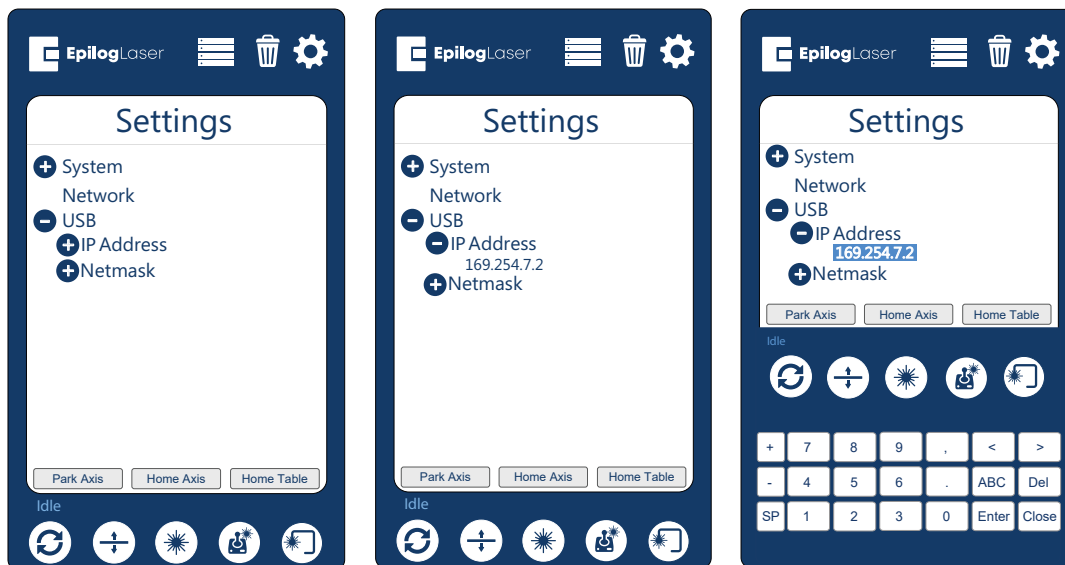 EpilogLaser
Settings
+ System
Network
- USB
+ IP Address
+ Netmask
Park Axis Home Axis Home Table
Idle
EpilogLaser
Settings
+ System
Network
- USB
- IP Address
169.254.7.2
+ Netmask
Park Axis Home Axis Home Table
Idle
EpilogLaser
Settings
+ System
Network
- USB
- IP Address
169.254.7.2
+ Netmask
Park Axis Home Axis Home Table
Idle
+ 7 8 9 , < >
- 4 5 6 . ABC Del
SP 1 2 3 0 Enter Close